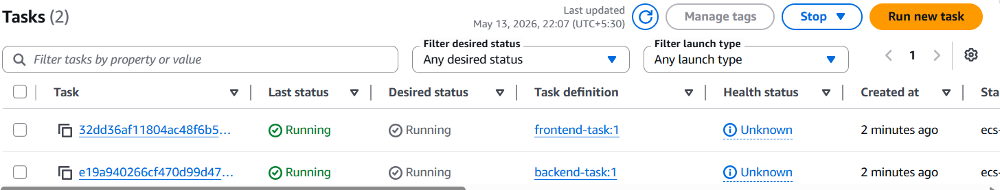 Tasks (2)
Last updated
May 13, 2026, 22:07 (UTC+5:30)
Manage tags
Stop
Run new task
Filter tasks by property or value
Filter desired status
Any desired status
Filter launch type
Any launch type
1
Task Last status Desired status Task definition Health status Created at Sta
32dd36af11804ac48f6b5... Running Running frontend-task:1 Unknown 2 minutes ago ecs-
e19a940266cf470d99d47... Running Running backend-task:1 Unknown 2 minutes ago ecs-